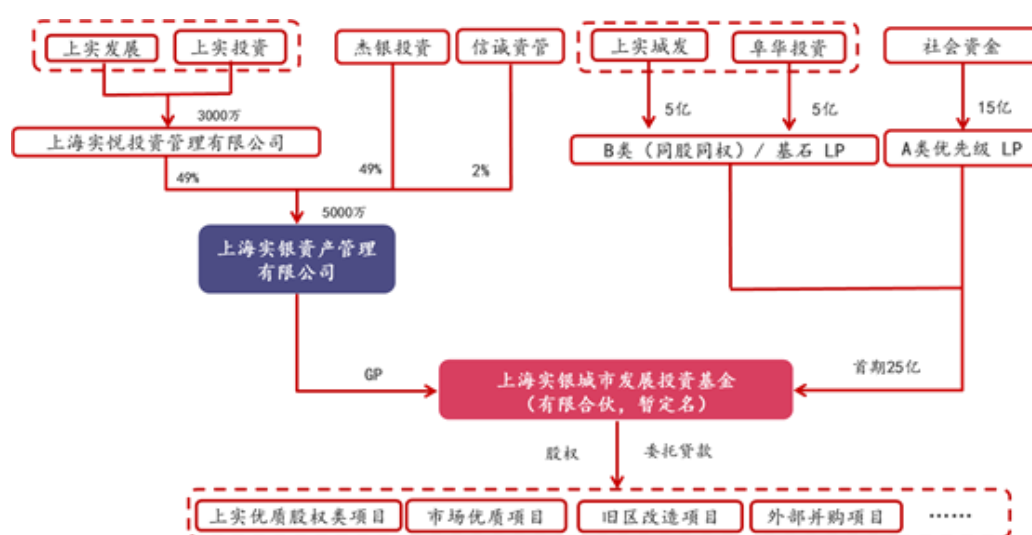 上实发展
上实投资
杰银投资
信诚资管
上实城发
阜华投资
社会资金
3000万
5亿
5亿
15亿
上海实悦投资管理有限公司
B类（同股同权）/ 基石 LP
A类优先级 LP
49%
49%
2%
5000万
上海实银资产管理
有限公司
GP
首期25亿
上海实银城市发展投资基金
（有限合伙，暂定名）
股权
委托贷款
上实优质股权类项目
市场优质项目
旧区改造项目
外部并购项目
……